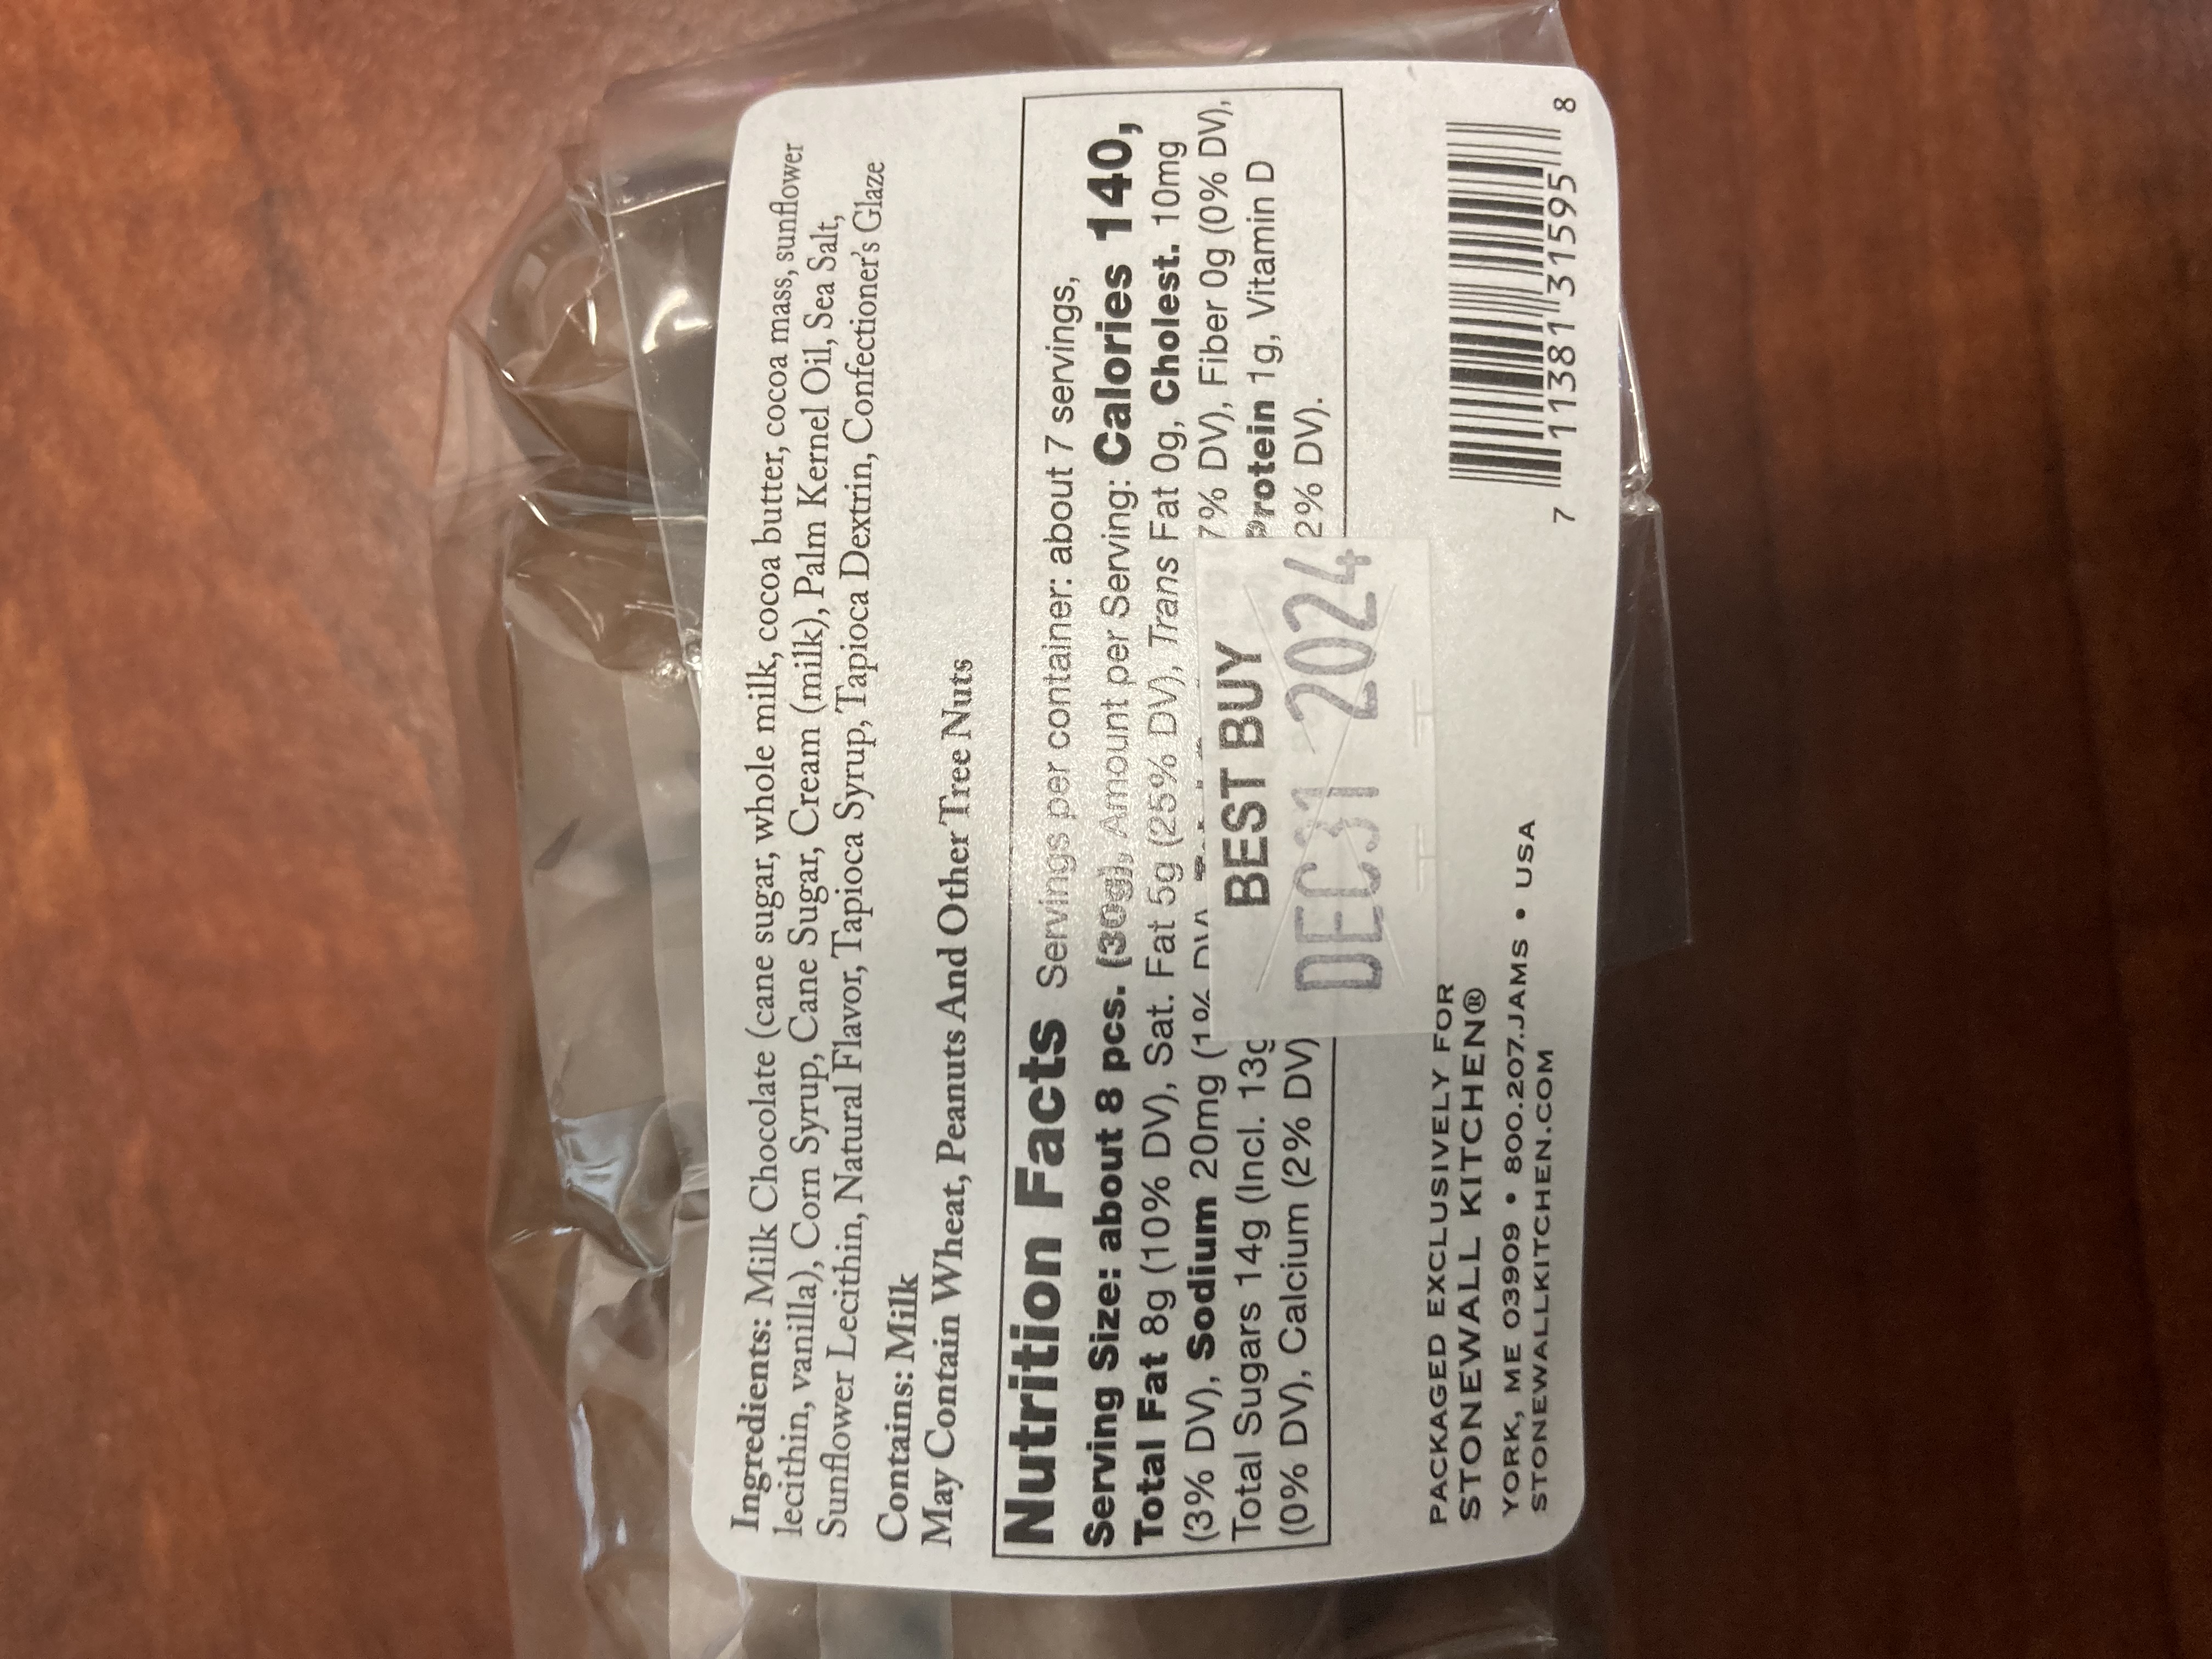 Ingredients: Milk Chocolate (cane sugar, whole milk, cocoa butter, cocoa mass, sunflower
lecithin, vanilla), Corn Syrup, Cane Sugar, Cream (milk), Palm Kernel Oil, Sea Salt,
Sunflower Lecithin, Natural Flavor, Tapioca Syrup, Tapioca Dextrin, Confectioner's Glaze
Contains: Milk
May Contain Wheat, Peanuts And Other Tree Nuts
Nutrition Facts Servings per container: about 7 servings,
Serving Size: about 8 pcs. (30g), Amount per Serving: Calories 140,
Total Fat 8g (10% DV), Sat. Fat 5g (25% DV), Trans Fat 0g, Cholest. 10mg
(3% DV), Sodium 20mg (1% DV), 7% DV), Fiber 0g (0% DV),
Total Sugars 14g (Incl. 13g Protein 1g, Vitamin D
(0% DV), Calcium (2% DV) 2% DV).
BEST BUY
DEC 31 2024
PACKAGED EXCLUSIVELY FOR
STONEWALL KITCHEN®
YORK, ME 03909 • 800.207.JAMS • USA
STONEWALLKITCHEN.COM
7 11381 31595 8